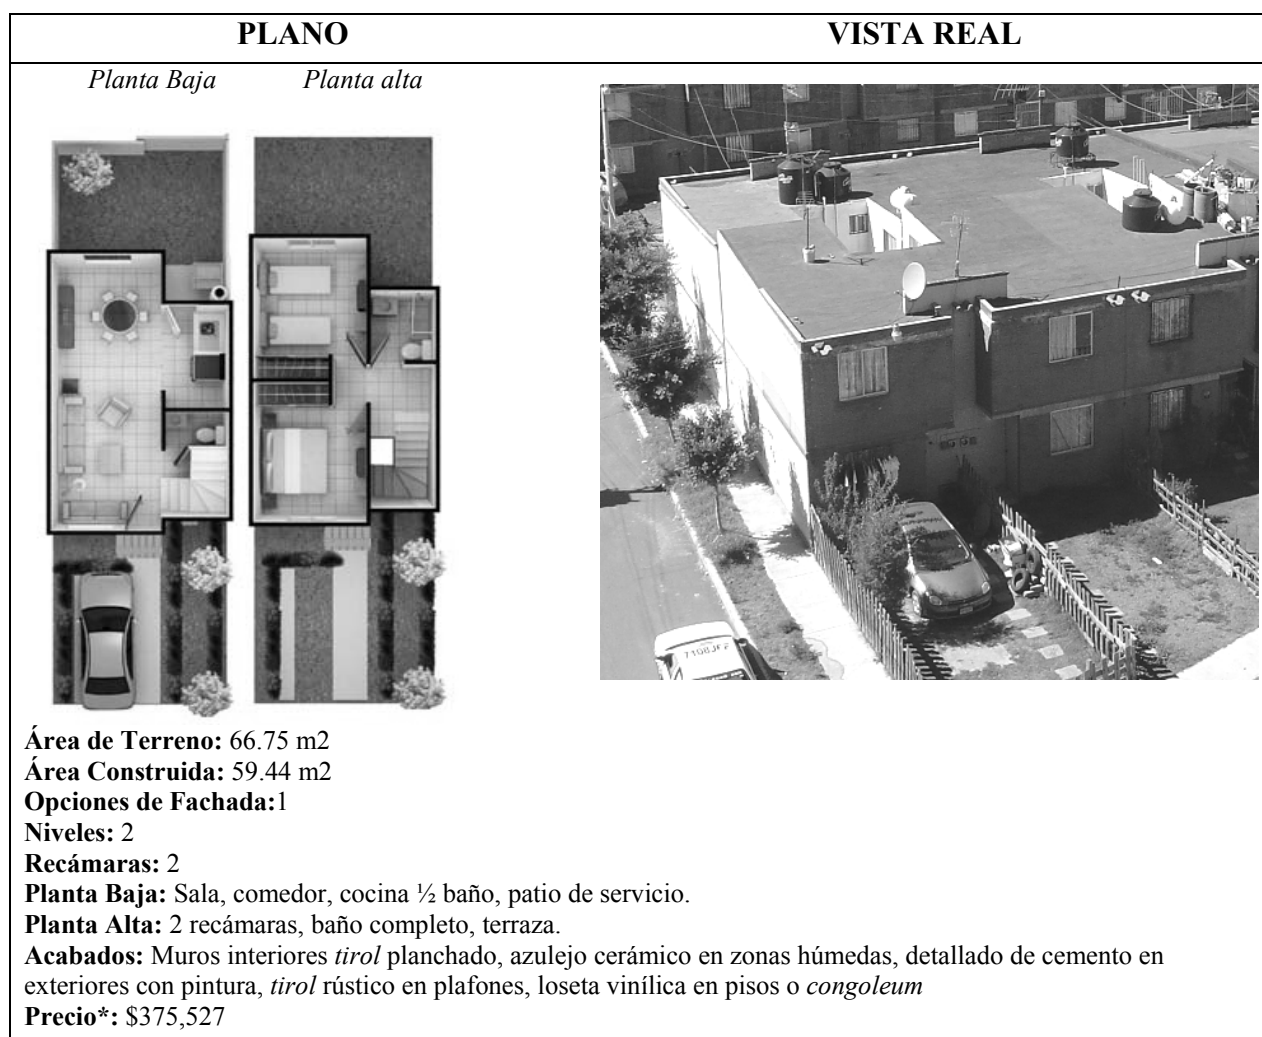 PLANO
VISTA REAL
Planta Baja
Planta alta
7108JFP
Área de Terreno: 66.75 m2
Área Construida: 59.44 m2
Opciones de Fachada:1
Niveles: 2
Recámaras: 2
Planta Baja: Sala, comedor, cocina ½ baño, patio de servicio.
Planta Alta: 2 recámaras, baño completo, terraza.
Acabados: Muros interiores tirol planchado, azulejo cerámico en zonas húmedas, detallado de cemento en
exteriores con pintura, tirol rústico en plafones, loseta vinílica en pisos o congoleum
Precio*: $375,527